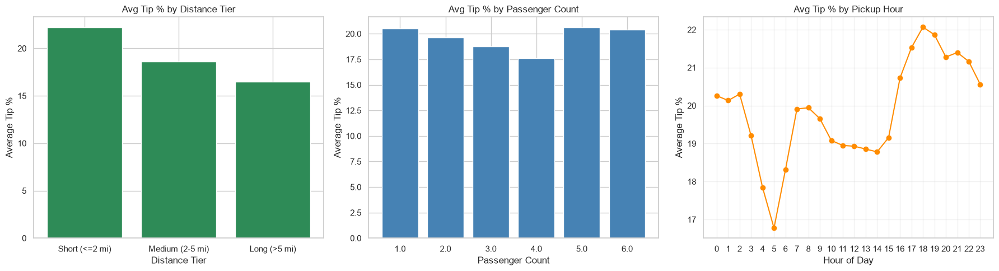 Avg Tip % by Distance Tier
Average Tip %
20
15
10
5
0
Short (<=2 mi)
Medium (2-5 mi)
Long (>5 mi)
Distance Tier
Avg Tip % by Passenger Count
Average Tip %
20.0
17.5
15.0
12.5
10.0
7.5
5.0
2.5
0.0
1.0
2.0
3.0
4.0
5.0
6.0
Passenger Count
Avg Tip % by Pickup Hour
Average Tip %
22
21
20
19
18
17
0 1 2 3 4 5 6 7 8 9 10 11 12 13 14 15 16 17 18 19 20 21 22 23
Hour of Day